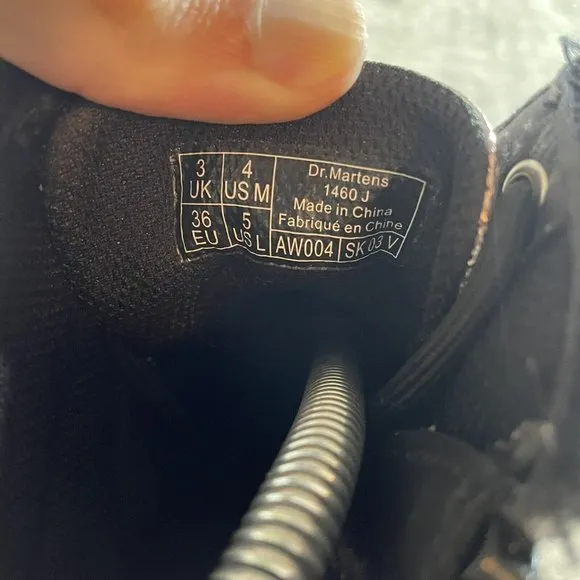 3 UK
4 US M
36 EU
5 US L
Dr.Martens
1460 J
Made in China
Fabriqué en Chine
AW004
SK 03 V